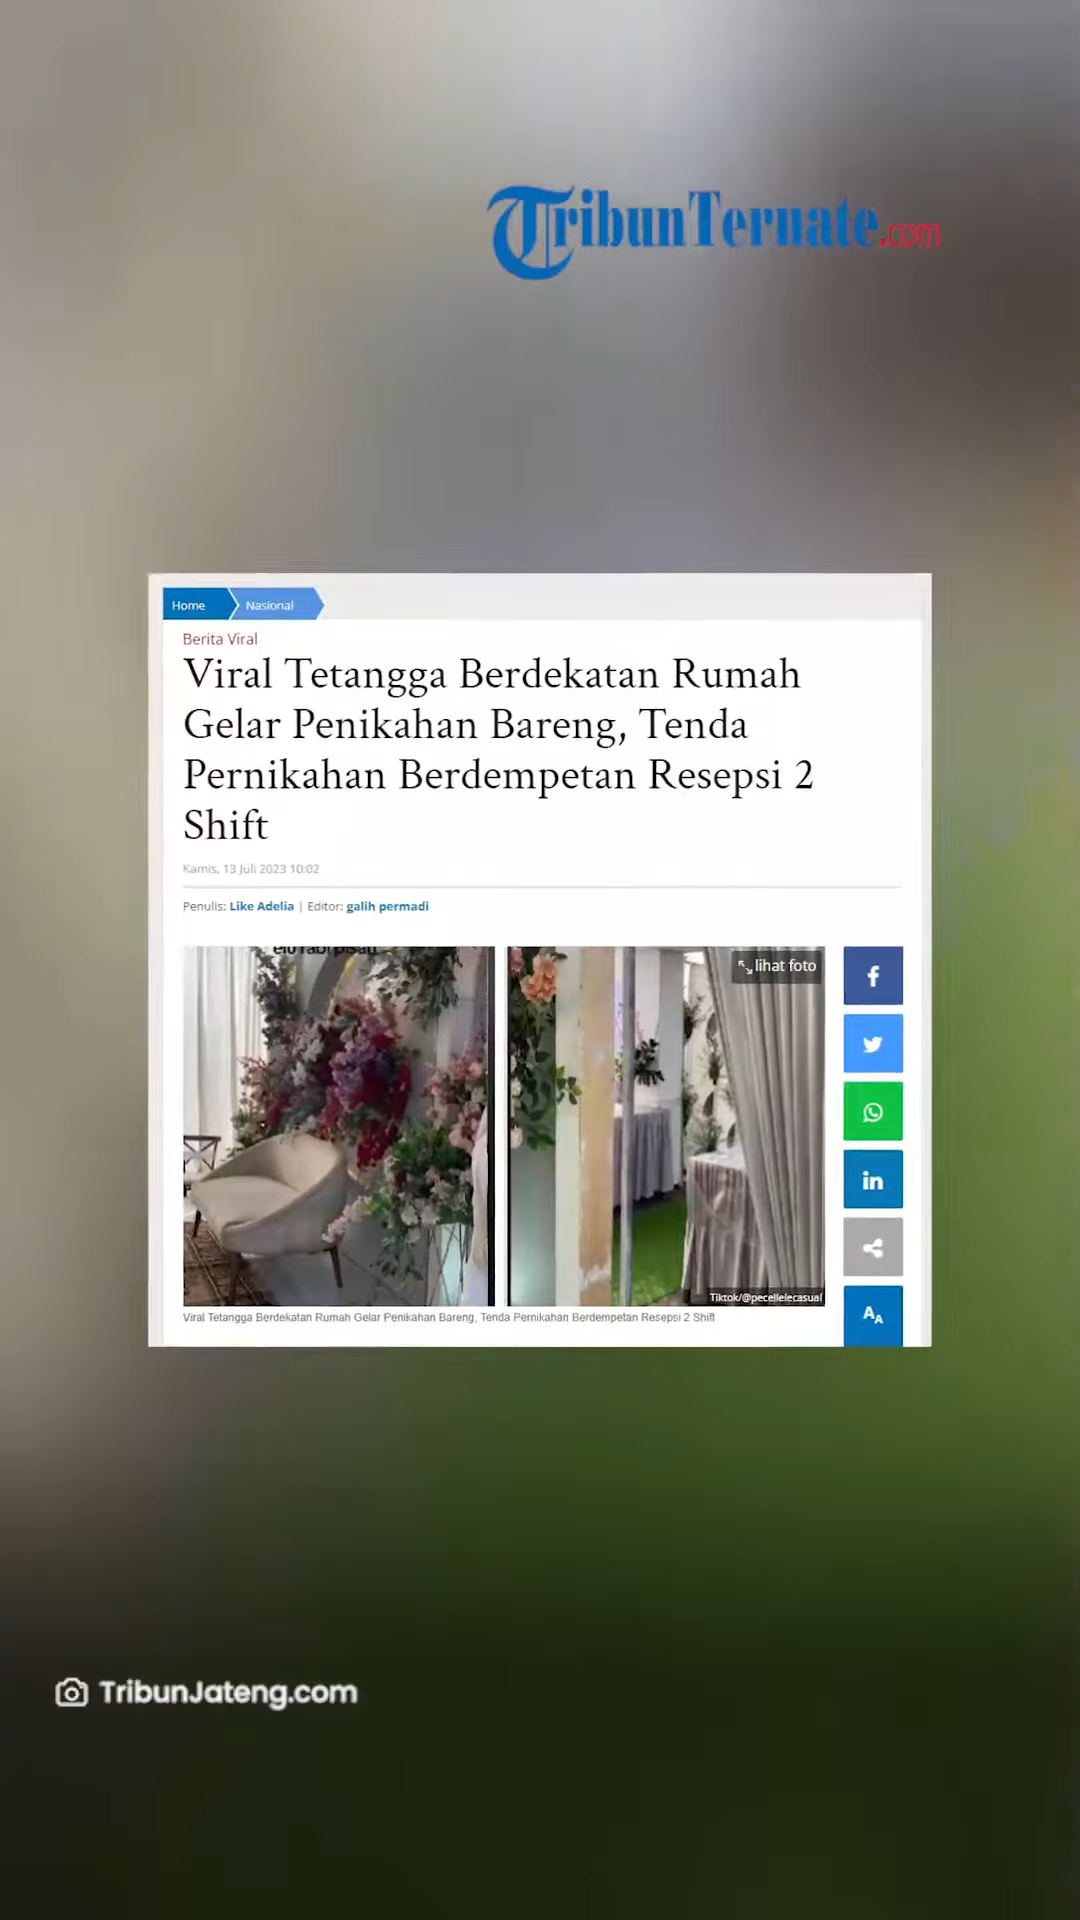 TribunTernate.com
Home
Nasional
Berita Viral
Viral Tetangga Berdekatan Rumah
Gelar Penikahan Bareng, Tenda
Pernikahan Berdempetan Resepsi 2
Shift
Kamis, 13 Juli 2023 10:02
Penulis: Like Adelia | Editor: galih permadi
lihat foto
Tiktok/@pecellelecasual
Viral Tetangga Berdekatan Rumah Gelar Penikahan Bareng, Tenda Pernikahan Berdempetan Resepsi 2 Shift
AA
TribunJateng.com